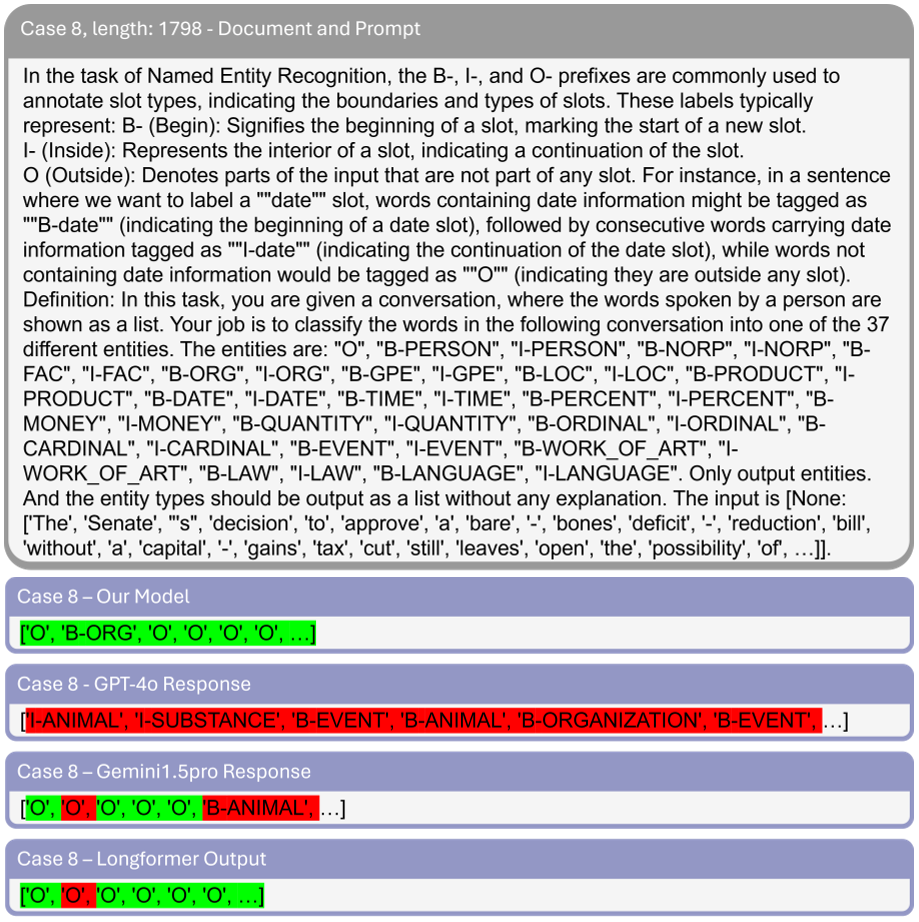 Case 8, length: 1798 - Document and Prompt
In the task of Named Entity Recognition, the B-, I-, and O- prefixes are commonly used to
annotate slot types, indicating the boundaries and types of slots. These labels typically
represent: B- (Begin): Signifies the beginning of a slot, marking the start of a new slot.
I- (Inside): Represents the interior of a slot, indicating a continuation of the slot.
O (Outside): Denotes parts of the input that are not part of any slot. For instance, in a sentence
where we want to label a ""date"" slot, words containing date information might be tagged as
""B-date"" (indicating the beginning of a date slot), followed by consecutive words carrying date
information tagged as ""I-date"" (indicating the continuation of the date slot), while words not
containing date information would be tagged as ""O"" (indicating they are outside any slot).
Definition: In this task, you are given a conversation, where the words spoken by a person are
shown as a list. Your job is to classify the words in the following conversation into one of the 37
different entities. The entities are: "O", "B-PERSON", "I-PERSON", "B-NORP", "I-NORP", "B-
FAC", "I-FAC", "B-ORG", "I-ORG", "B-GPE", "I-GPE", "B-LOC", "I-LOC", "B-PRODUCT", "I-
PRODUCT", "B-DATE", "I-DATE", "B-TIME", "I-TIME", "B-PERCENT", "I-PERCENT", "B-
MONEY", "I-MONEY", "B-QUANTITY", "I-QUANTITY", "B-ORDINAL", "I-ORDINAL", "B-
CARDINAL", "I-CARDINAL", "B-EVENT", "I-EVENT", "B-WORK_OF_ART", "I-
WORK_OF_ART", "B-LAW", "I-LAW", "B-LANGUAGE", "I-LANGUAGE". Only output entities.
And the entity types should be output as a list without any explanation. The input is [None:
['The', 'Senate', "'s", 'decision', 'to', 'approve', 'a', 'bare', '-', 'bones', 'deficit', '-', 'reduction', 'bill',
'without', 'a', 'capital', '-', 'gains', 'tax', 'cut', 'still', 'leaves', 'open', 'the', 'possibility', 'of', …]].
Case 8 – Our Model
['O', 'B-ORG', 'O', 'O', 'O', 'O', …]
Case 8 - GPT-4o Response
['I-ANIMAL', 'I-SUBSTANCE', 'B-EVENT', 'B-ANIMAL', 'B-ORGANIZATION', 'B-EVENT', …]
Case 8 – Gemini1.5pro Response
['O', 'O', 'O', 'O', 'O', 'B-ANIMAL', …]
Case 8 – Longformer Output
['O', 'O', 'O', 'O', 'O', 'O', …]